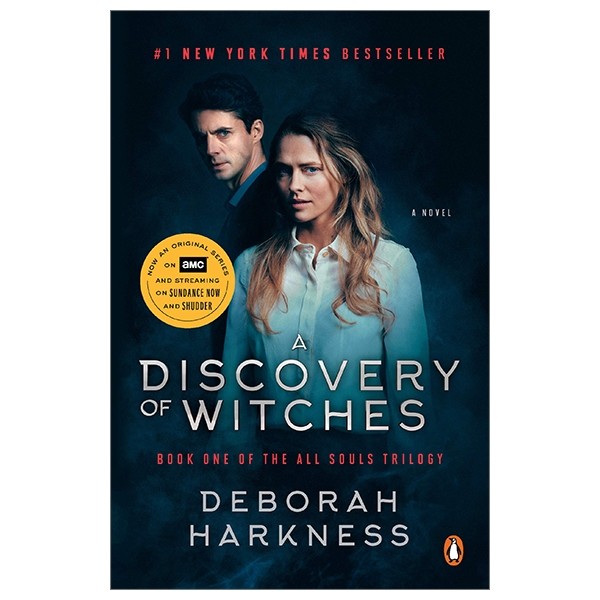 #1 NEW YORK TIMES BESTSELLER
A NOVEL
NOW AN ORIGINAL SERIES
ON aMC
AND STREAMING
ON SUNDANCE NOW
AND SHUDDER
A
DISCOVERY
OF WITCHES
BOOK ONE OF THE ALL SOULS TRILOGY
DEBORAH
HARKNESS